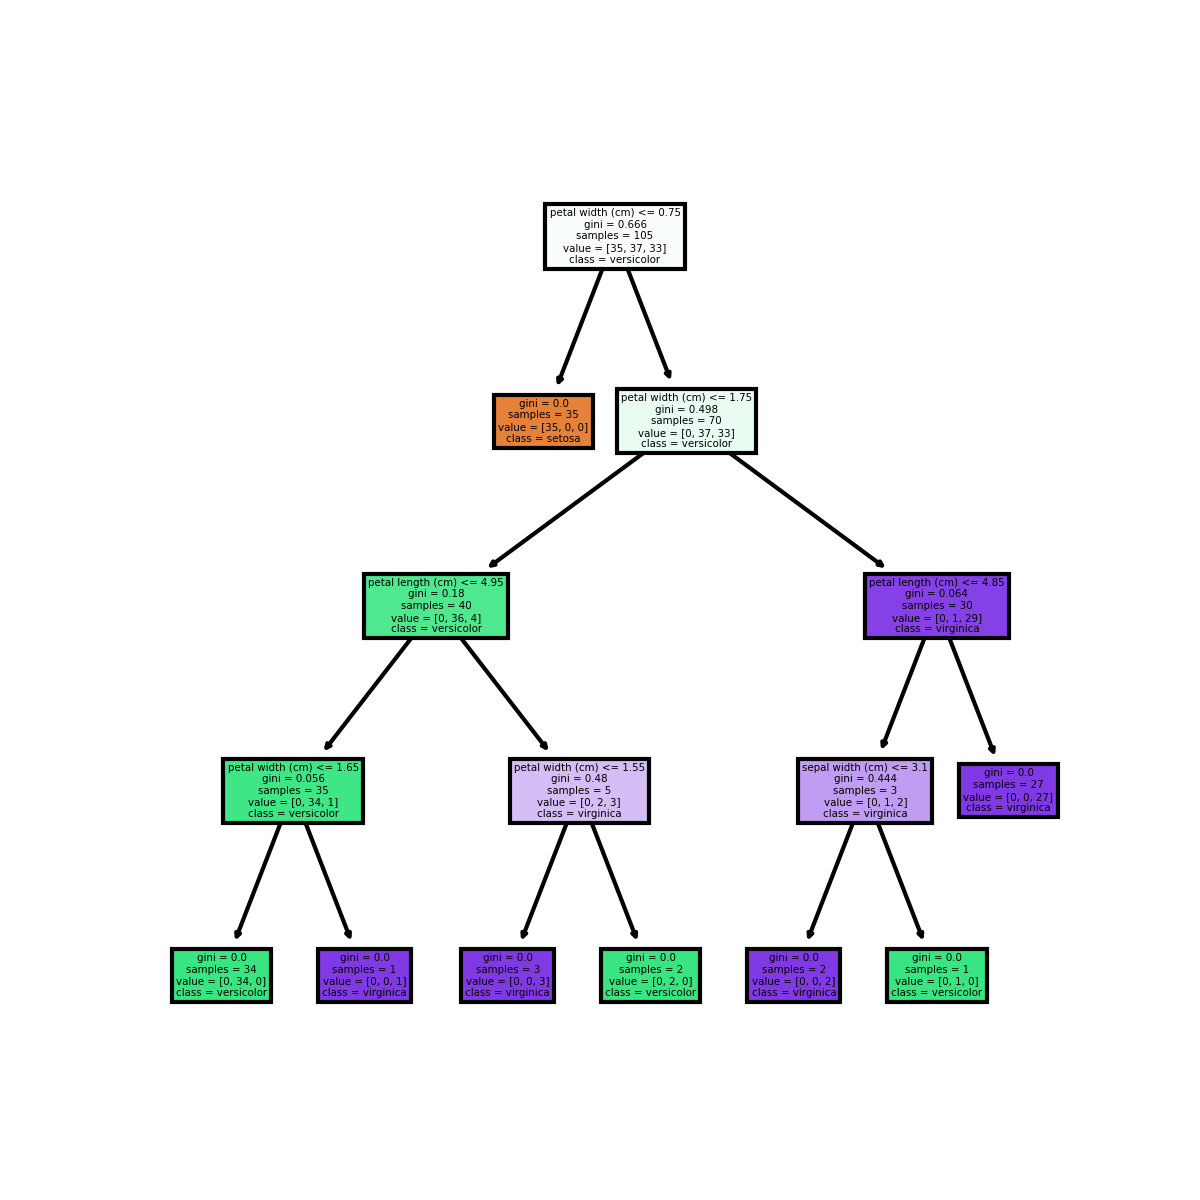 petal width (cm) <= 0.75
gini = 0.666
samples = 105
value = [35, 37, 33]
class = versicolor
gini = 0.0
samples = 35
value = [35, 0, 0]
class = setosa
petal width (cm) <= 1.75
gini = 0.498
samples = 70
value = [0, 37, 33]
class = versicolor
petal length (cm) <= 4.95
gini = 0.18
samples = 40
value = [0, 36, 4]
class = versicolor
petal length (cm) <= 4.85
gini = 0.064
samples = 30
value = [0, 1, 29]
class = virginica
petal width (cm) <= 1.65
gini = 0.056
samples = 35
value = [0, 34, 1]
class = versicolor
petal width (cm) <= 1.55
gini = 0.48
samples = 5
value = [0, 2, 3]
class = virginica
sepal width (cm) <= 3.1
gini = 0.444
samples = 3
value = [0, 1, 2]
class = virginica
gini = 0.0
samples = 27
value = [0, 0, 27]
class = virginica
gini = 0.0
samples = 34
value = [0, 34, 0]
class = versicolor
gini = 0.0
samples = 1
value = [0, 0, 1]
class = virginica
gini = 0.0
samples = 3
value = [0, 0, 3]
class = virginica
gini = 0.0
samples = 2
value = [0, 2, 0]
class = versicolor
gini = 0.0
samples = 2
value = [0, 0, 2]
class = virginica
gini = 0.0
samples = 1
value = [0, 1, 0]
class = versicolor